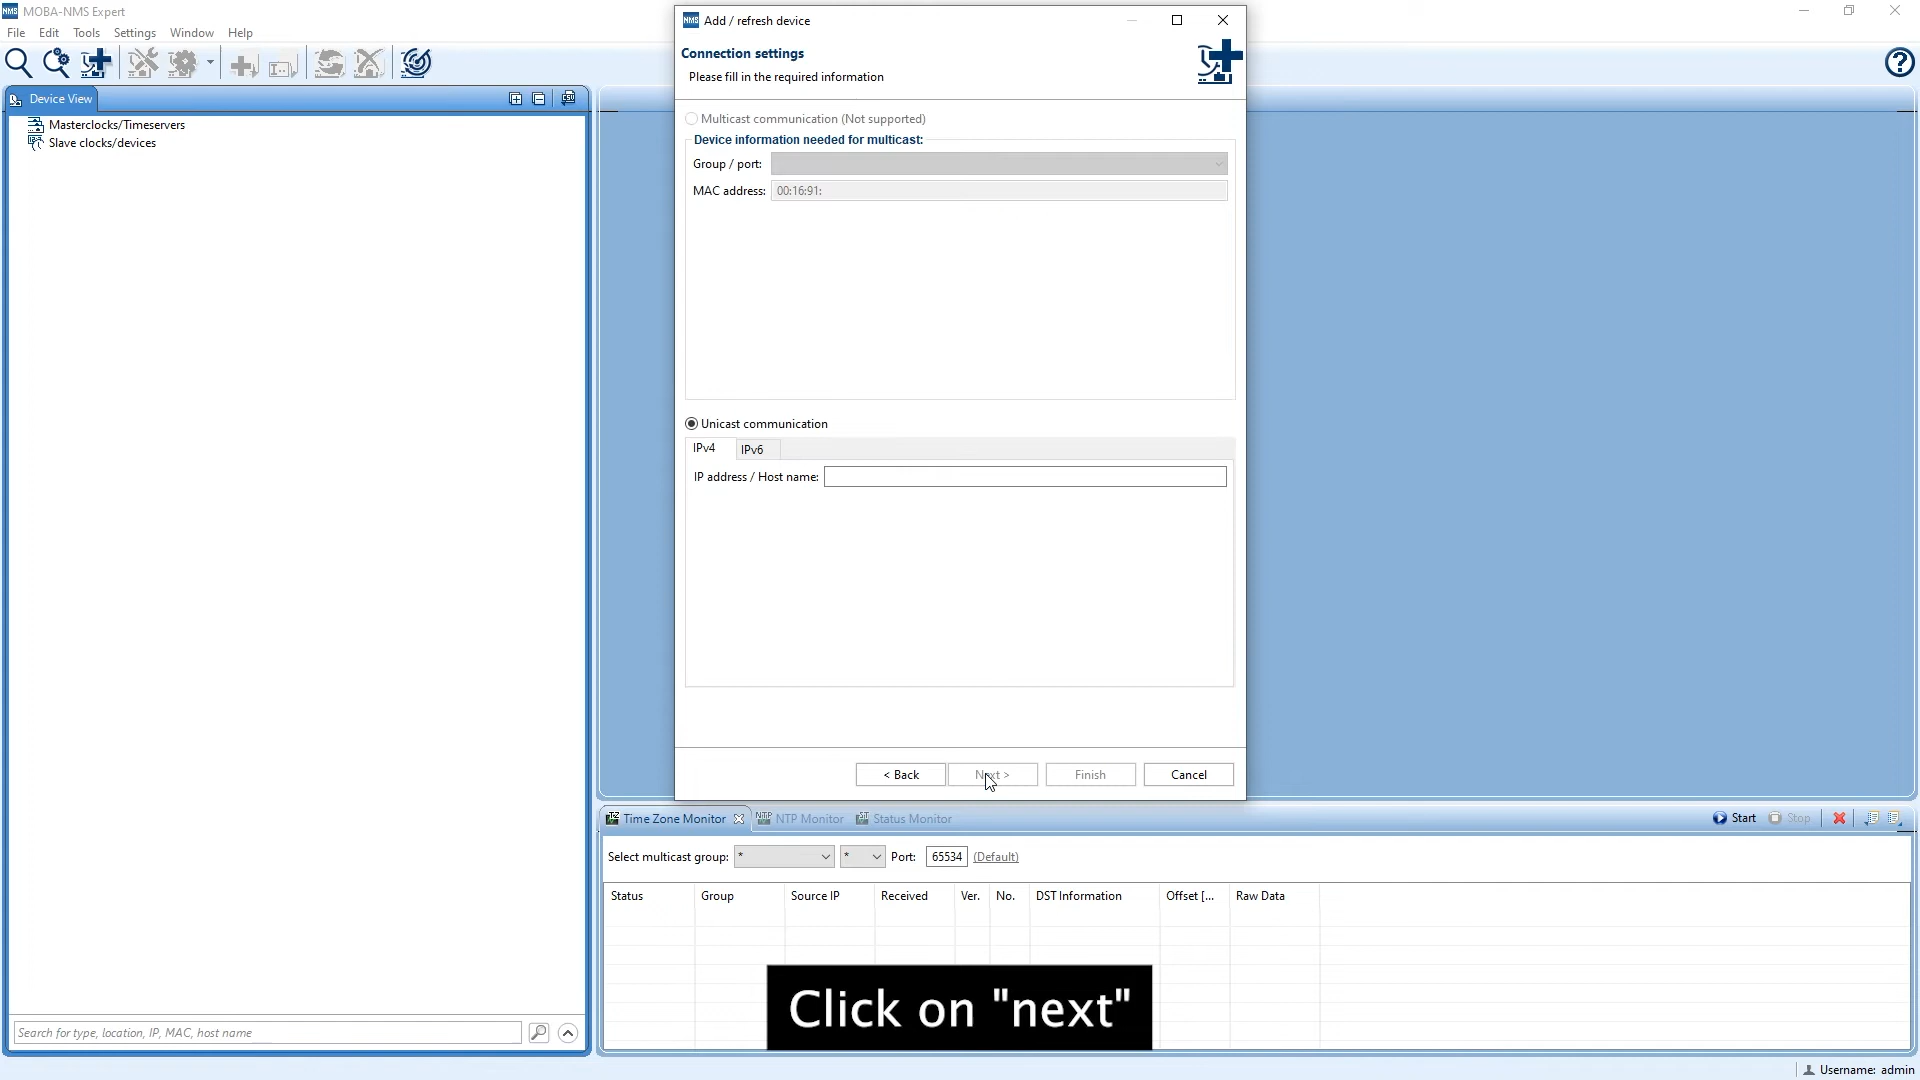 MOBA-NMS Expert
File Edit Tools Settings Window Help
Device View
Masterclocks/Timeservers
Slave clocks/devices
Search for type, location, IP, MAC, host name
NMS Add / refresh device
Connection settings
Please fill in the required information
Multicast communication (Not supported)
Device information needed for multicast:
Group / port:
MAC address: 00:16:91:
Unicast communication
IPv4 IPv6
IP address / Host name:
< Back Next > Finish Cancel
Time Zone Monitor NTP Monitor Status Monitor Start Stop
Select multicast group: * * Port: 65534 (Default)
Status Group Source IP Received Ver. No. DST Information Offset [... Raw Data
Click on "next"
Username: admin